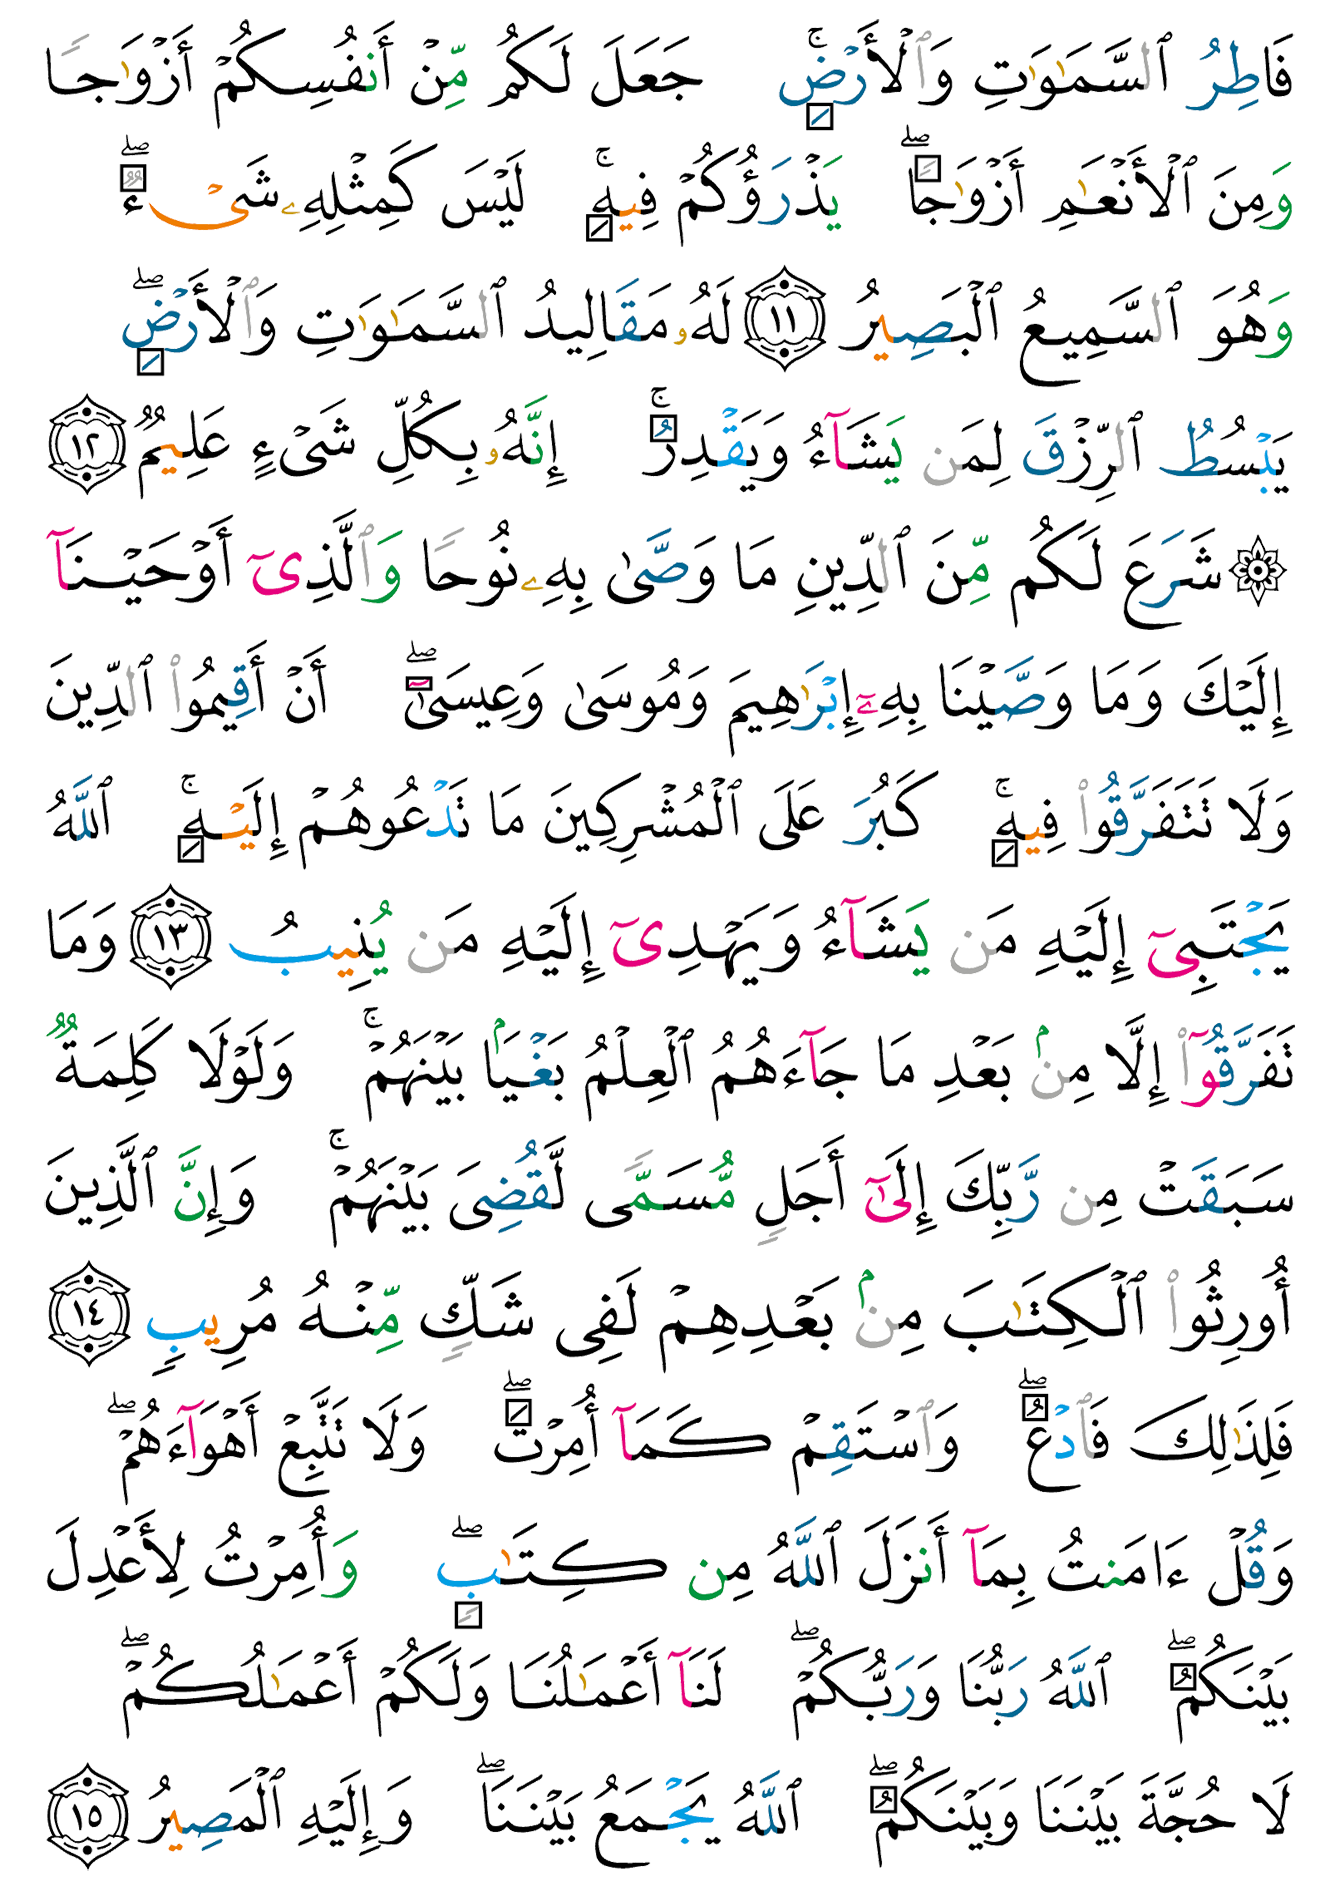 فَاطِرُ ٱلسَّمَٰوَٰتِ وَٱلْأَرْضِۚ جَعَلَ لَكُم مِّنْ أَنفُسِكُمْ أَزْوَٰجًا
وَمِنَ ٱلْأَنْعَٰمِ أَزْوَٰجًاۖ يَذْرَؤُكُمْ فِيهِۚ لَيْسَ كَمِثْلِهِۦ شَىْءٌۖ
وَهُوَ ٱلسَّمِيعُ ٱلْبَصِيرُ ١١ لَهُۥ مَقَالِيدُ ٱلسَّمَٰوَٰتِ وَٱلْأَرْضِۖ
يَبْسُطُ ٱلرِّزْقَ لِمَن يَشَآءُ وَيَقْدِرُۚ إِنَّهُۥ بِكُلِّ شَىْءٍ عَلِيمٌ ١٢
۞ شَرَعَ لَكُم مِّنَ ٱلدِّينِ مَا وَصَّىٰ بِهِۦ نُوحًا وَٱلَّذِىٓ أَوْحَيْنَآ
إِلَيْكَ وَمَا وَصَّيْنَا بِهِۦٓ إِبْرَٰهِيمَ وَمُوسَىٰ وَعِيسَىٰٓۖ أَنْ أَقِيمُوا۟ ٱلدِّينَ
وَلَا تَتَفَرَّقُوا۟ فِيهِۚ كَبُرَ عَلَى ٱلْمُشْرِكِينَ مَا تَدْعُوهُمْ إِلَيْهِۚ ٱللَّهُ
يَجْتَبِىٓ إِلَيْهِ مَن يَشَآءُ وَيَهْدِىٓ إِلَيْهِ مَن يُنِيبُ ١٣ وَمَا
تَفَرَّقُوٓا۟ إِلَّا مِنۢ بَعْدِ مَا جَآءَهُمُ ٱلْعِلْمُ بَغْيَۢا بَيْنَهُمْۚ وَلَوْلَا كَلِمَةٌ
سَبَقَتْ مِن رَّبِّكَ إِلَىٰٓ أَجَلٍ مُّسَمًّى لَّقُضِىَ بَيْنَهُمْۚ وَإِنَّ ٱلَّذِينَ
أُورِثُوا۟ ٱلْكِتَٰبَ مِنۢ بَعْدِهِمْ لَفِى شَكٍّ مِّنْهُ مُرِيبٍ ١٤
فَلِذَٰلِكَ فَٱدْعُۖ وَٱسْتَقِمْ كَمَآ أُمِرْتَۖ وَلَا تَتَّبِعْ أَهْوَآءَهُمْۖ
وَقُلْ ءَامَنتُ بِمَآ أَنزَلَ ٱللَّهُ مِن كِتَٰبٍۖ وَأُمِرْتُ لِأَعْدِلَ
بَيْنَكُمُۖ ٱللَّهُ رَبُّنَا وَرَبُّكُمْۖ لَنَآ أَعْمَٰلُنَا وَلَكُمْ أَعْمَٰلُكُمْۖ
لَا حُجَّةَ بَيْنَنَا وَبَيْنَكُمُۖ ٱللَّهُ يَجْمَعُ بَيْنَنَاۖ وَإِلَيْهِ ٱلْمَصِيرُ ١٥